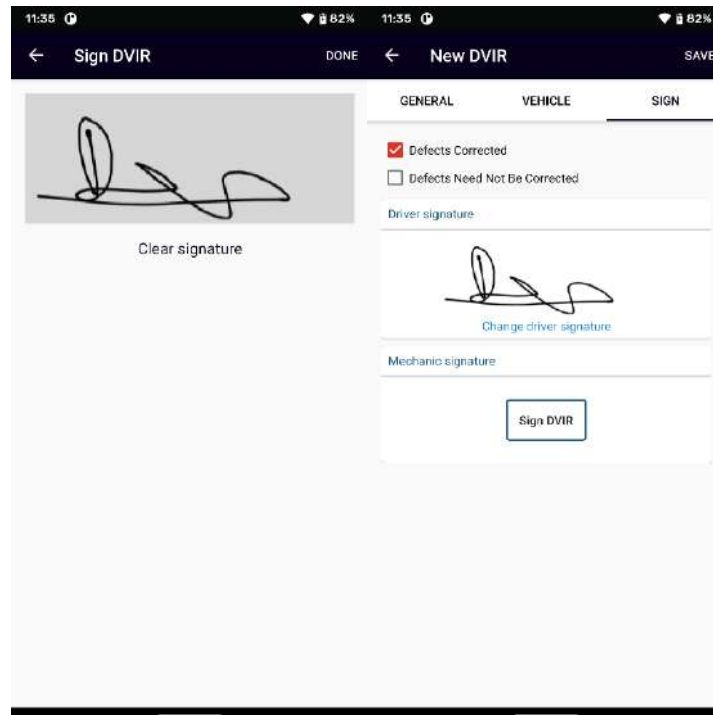 11:35 82%
Sign DVIR DONE
Clear signature
11:35 82%
New DVIR SAVE
GENERAL VEHICLE SIGN
Defects Corrected
Defects Need Not Be Corrected
Driver signature
Change driver signature
Mechanic signature
Sign DVIR